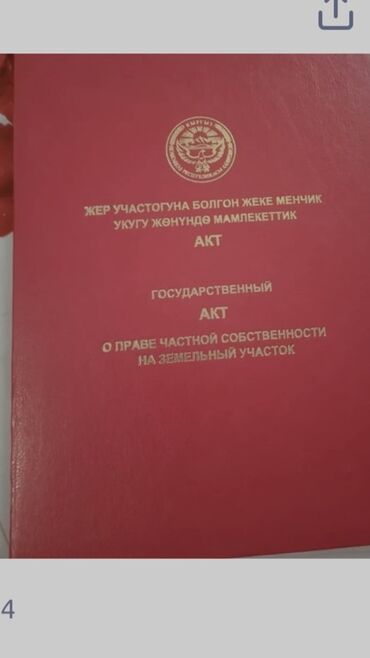 ЖЕР УЧАСТОГУНА БОЛГОН ЖЕКЕ МЕНЧИК
УКУГУ ЖӨНҮНДӨ МАМЛЕКЕТТИК
АКТ
ГОСУДАРСТВЕННЫЙ
АКТ
О ПРАВЕ ЧАСТНОЙ СОБСТВЕННОСТИ
НА ЗЕМЕЛЬНЫЙ УЧАСТОК
4